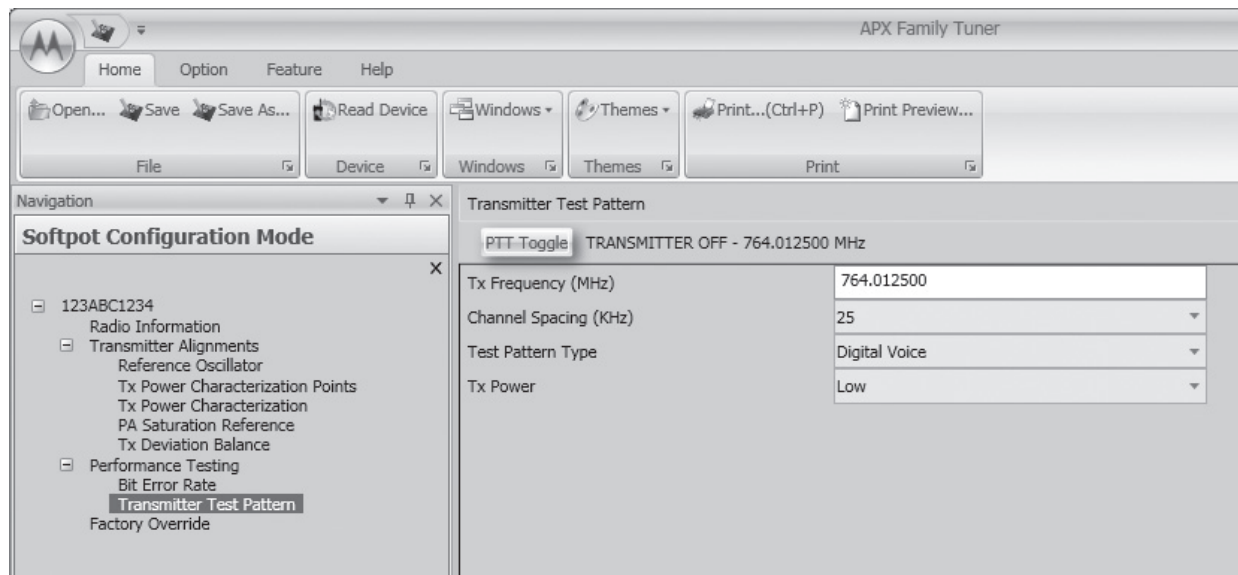 APX Family Tuner
Home Option Feature Help
Open... Save Save As... Read Device Windows Themes Print...(Ctrl+P) Print Preview...
File Device Windows Themes Print
Navigation
Softpot Configuration Mode
123ABC1234
Radio Information
Transmitter Alignments
Reference Oscillator
Tx Power Characterization Points
Tx Power Characterization
PA Saturation Reference
Tx Deviation Balance
Performance Testing
Bit Error Rate
Transmitter Test Pattern
Factory Override
Transmitter Test Pattern
PTT Toggle TRANSMITTER OFF - 764.012500 MHz
Tx Frequency (MHz) 764.012500
Channel Spacing (KHz) 25
Test Pattern Type Digital Voice
Tx Power Low